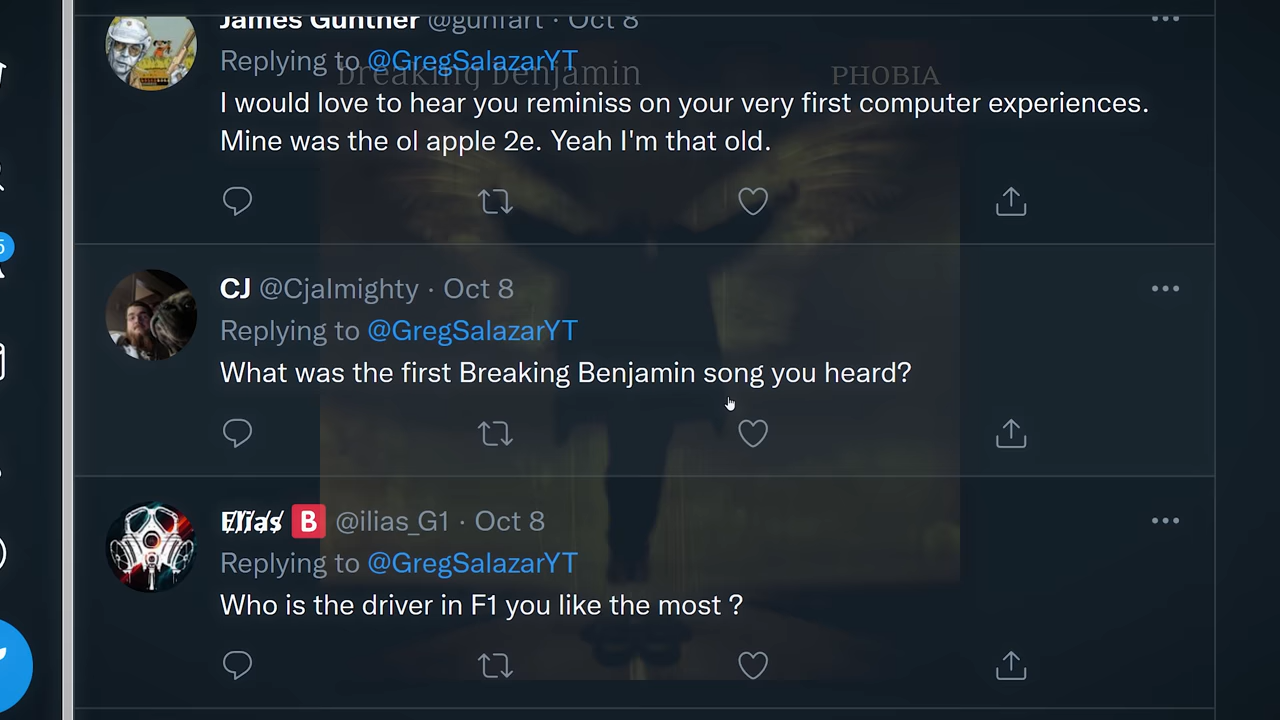 James Gunther @gunfart · Oct 8
Replying to @GregSalazarYT
breaking benjamin PHOBIA
I would love to hear you reminiss on your very first computer experiences.
Mine was the ol apple 2e. Yeah I'm that old.
CJ @Cjalmighty · Oct 8
Replying to @GregSalazarYT
What was the first Breaking Benjamin song you heard?
Elias B @ilias_G1 · Oct 8
Replying to @GregSalazarYT
Who is the driver in F1 you like the most ?